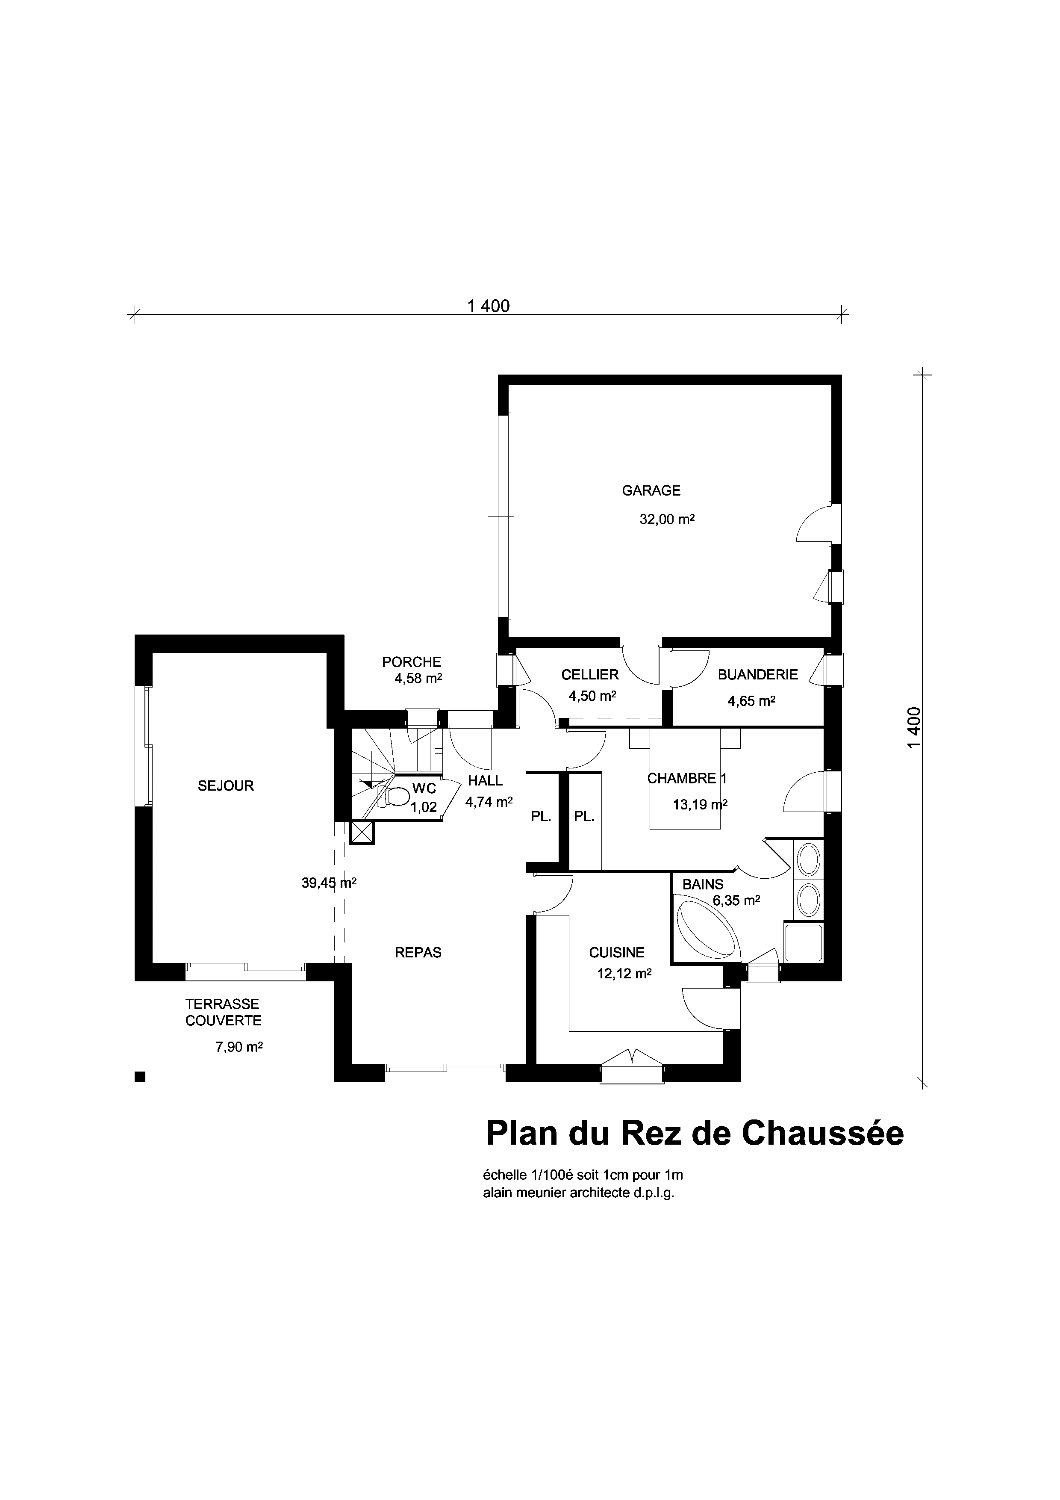 1 400
GARAGE
32,00 m²
PORCHE
4,58 m²
CELLIER
4,50 m²
BUANDERIE
4,65 m²
1 400
SEJOUR
WC
1,02
HALL
4,74 m²
CHAMBRE 1
13,19 m²
PL.
PL.
39,45 m²
BAINS
6,35 m²
REPAS
CUISINE
12,12 m²
TERRASSE
COUVERTE
7,90 m²
Plan du Rez de Chaussée
échelle 1/100é soit 1cm pour 1m
alain meunier architecte d.p.l.g.